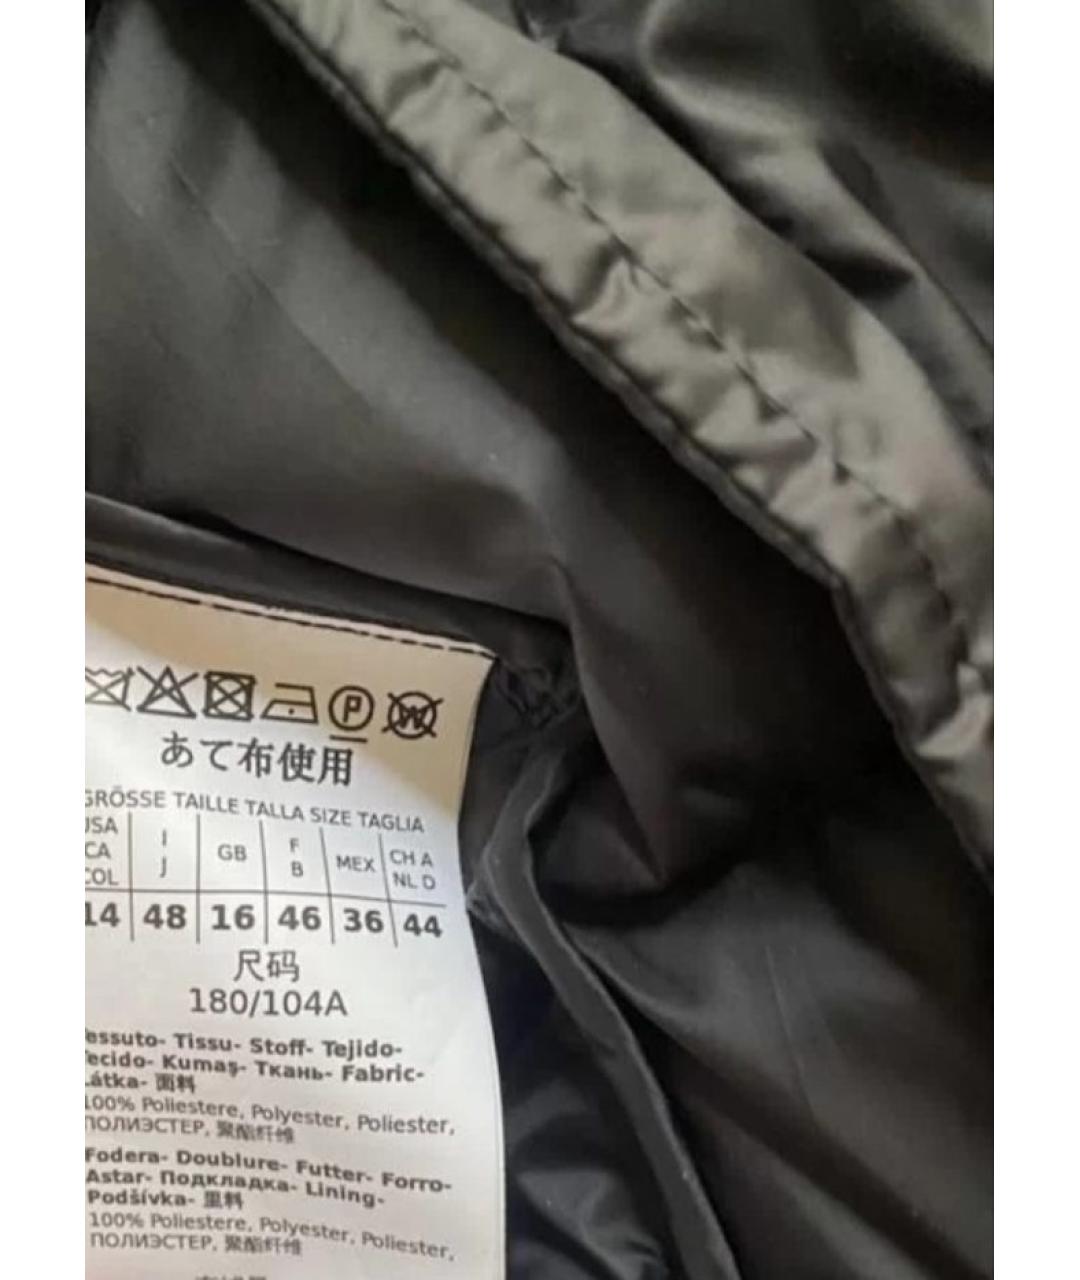 P W
あて布使用
GRÖSSE TAILLE TALLA SIZE TAGLIA
USA CA COL | I J | GB | F B | MEX | CH A NL D
14 | 48 | 16 | 46 | 36 | 44
尺码
180/104A
Tessuto- Tissu- Stoff- Tejido-
Tecido- Kumaş- Ткань- Fabric-
Látka- 面料
100% Poliestere, Polyester, Poliester,
ПОЛИЭСТЕР, 聚酯纤维
Fodera- Doublure- Futter- Forro-
Astar- Подкладка- Lining-
Podšívka- 里料
100% Poliestere, Polyester, Poliester,
ПОЛИЭСТЕР, 聚酯纤维